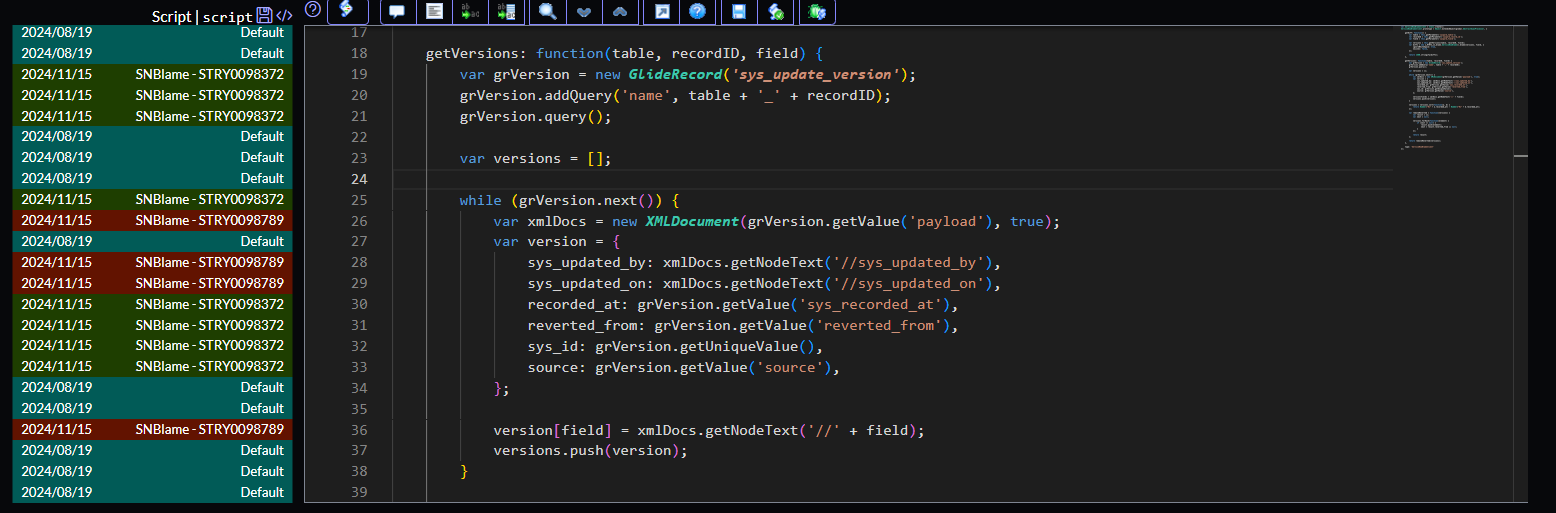 Script | script </>
2024/08/19 Default 17
2024/08/19 Default 18 getVersions: function(table, recordID, field) {
2024/11/15 SNBlame - STRY0098372 19 var grVersion = new GlideRecord('sys_update_version');
2024/11/15 SNBlame - STRY0098372 20 grVersion.addQuery('name', table + '_' + recordID);
2024/11/15 SNBlame - STRY0098372 21 grVersion.query();
2024/08/19 Default 22
2024/08/19 Default 23 var versions = [];
2024/08/19 Default 24
2024/11/15 SNBlame - STRY0098372 25 while (grVersion.next()) {
2024/11/15 SNBlame - STRY0098789 26 var xmlDocs = new XMLDocument(grVersion.getValue('payload'), true);
2024/08/19 Default 27 var version = {
2024/11/15 SNBlame - STRY0098789 28 sys_updated_by: xmlDocs.getNodeText('//sys_updated_by'),
2024/11/15 SNBlame - STRY0098789 29 sys_updated_on: xmlDocs.getNodeText('//sys_updated_on'),
2024/11/15 SNBlame - STRY0098372 30 recorded_at: grVersion.getValue('sys_recorded_at'),
2024/11/15 SNBlame - STRY0098372 31 reverted_from: grVersion.getValue('reverted_from'),
2024/11/15 SNBlame - STRY0098372 32 sys_id: grVersion.getUniqueValue(),
2024/11/15 SNBlame - STRY0098372 33 source: grVersion.getValue('source'),
2024/08/19 Default 34 };
2024/08/19 Default 35
2024/11/15 SNBlame - STRY0098789 36 version[field] = xmlDocs.getNodeText('//' + field);
2024/08/19 Default 37 versions.push(version);
2024/08/19 Default 38 }
2024/08/19 Default 39